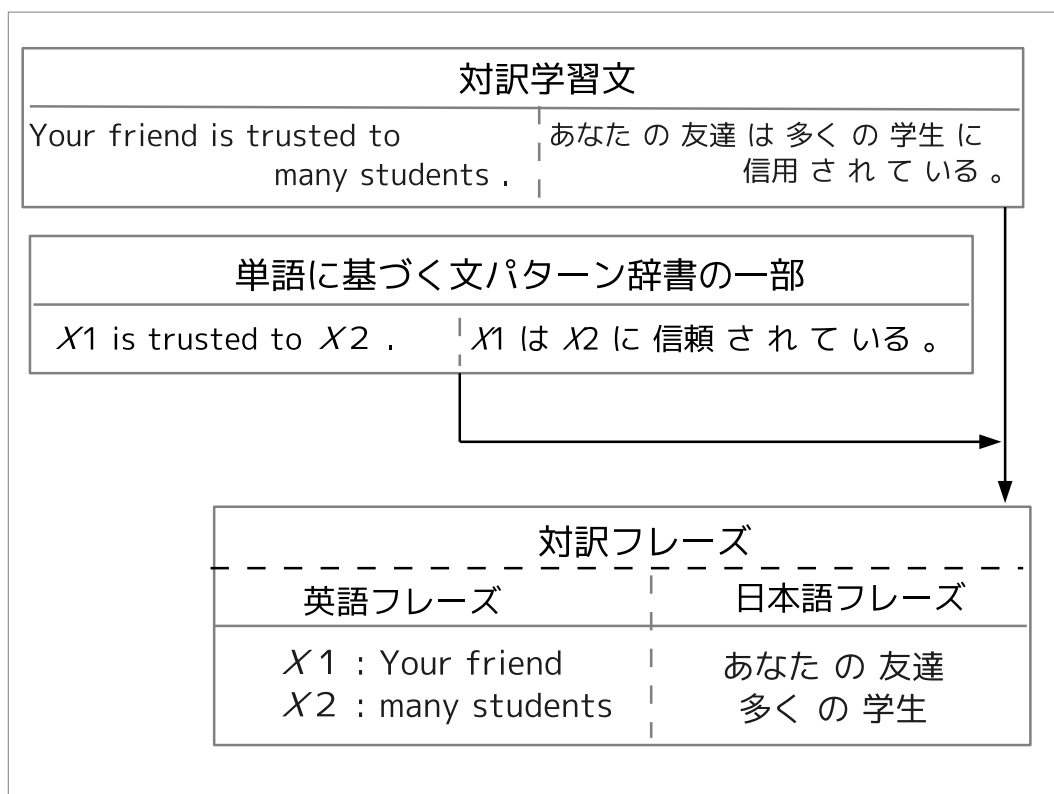 対訳学習文
Your friend is trusted to
many students .
あなた の 友達 は 多く の 学生 に
信用 さ れ て いる 。
単語に基づく文パターン辞書の一部
X1 is trusted to X2 .
X1 は X2 に 信頼 さ れ て いる 。
対訳フレーズ
英語フレーズ
日本語フレーズ
X1 : Your friend
あなた の 友達
X2 : many students
多く の 学生